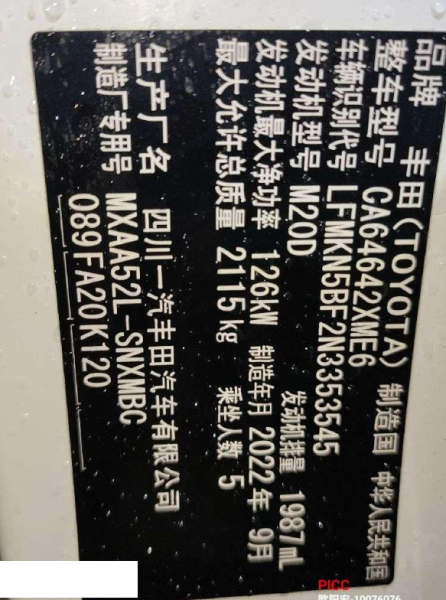 品牌 丰田(TOYOTA) 制造国 中华人民共和国
整车型号 CA64642XME6
车辆识别代号 LFMKN5BF2N3353545
发动机型号 M20D 发动机排量 1987mL
发动机最大净功率 126kW 制造年月 2022年 9月
最大允许总质量 2115kg 乘坐人数 5
生产厂名 四川一汽丰田汽车有限公司
制造厂专用号 MXAA52L-SNXMBC
089FA20K120
PICC